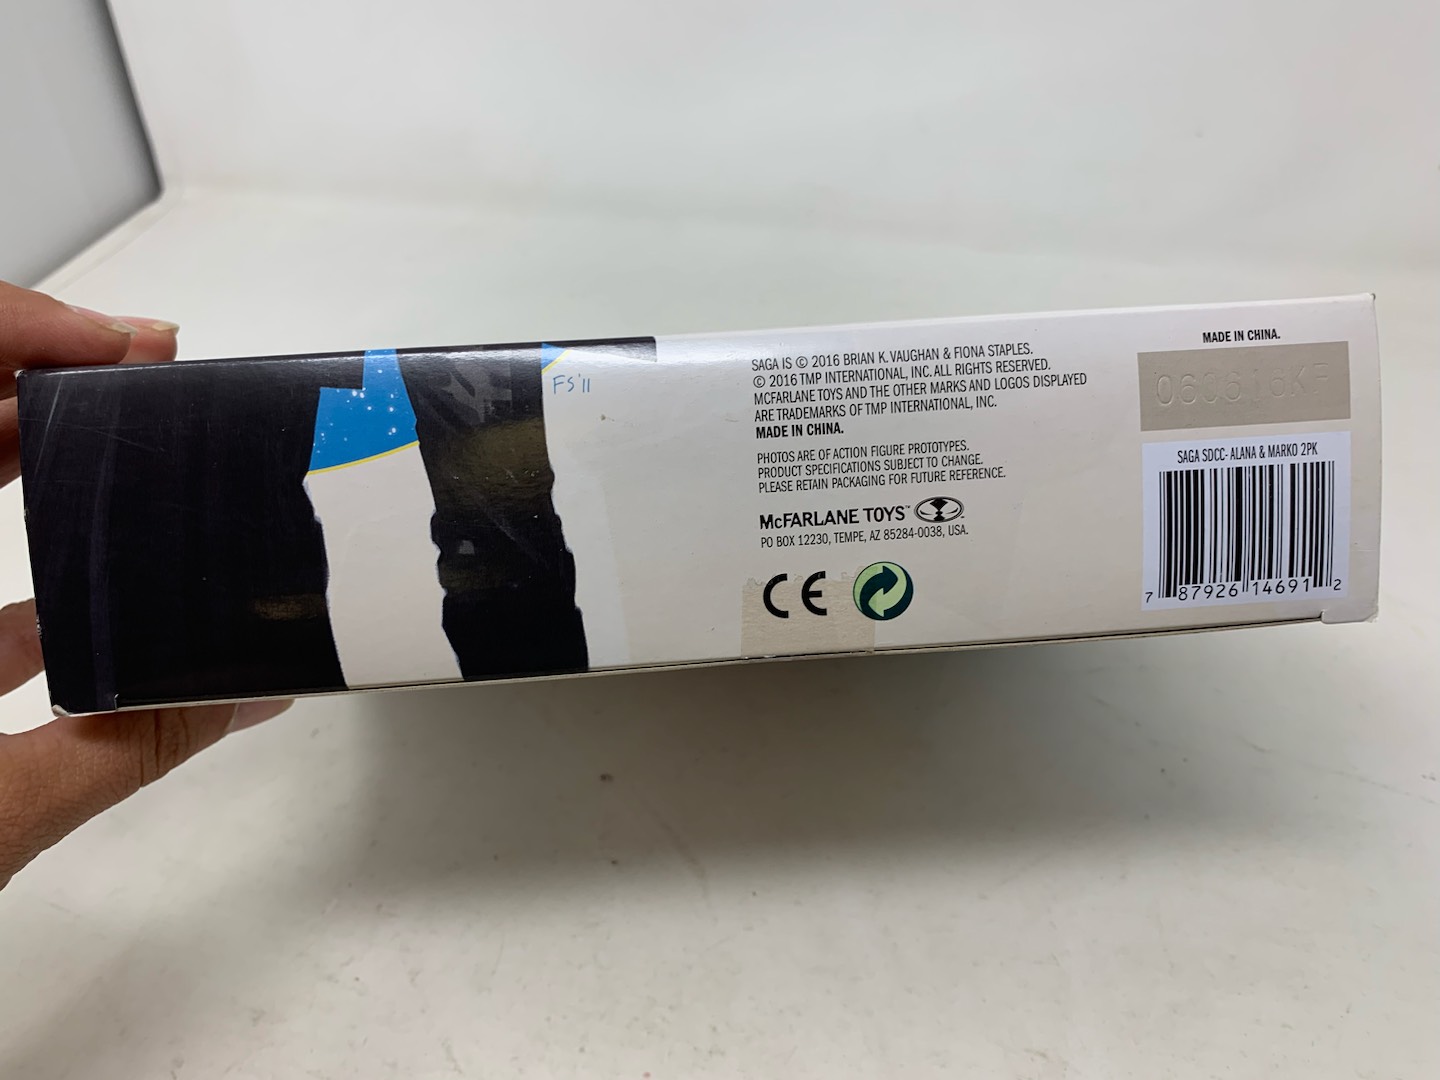 FS'11
SAGA IS © 2016 BRIAN K. VAUGHAN & FIONA STAPLES.
© 2016 TMP INTERNATIONAL, INC. ALL RIGHTS RESERVED.
MCFARLANE TOYS AND THE OTHER MARKS AND LOGOS DISPLAYED
ARE TRADEMARKS OF TMP INTERNATIONAL, INC.
MADE IN CHINA.
PHOTOS ARE OF ACTION FIGURE PROTOTYPES.
PRODUCT SPECIFICATIONS SUBJECT TO CHANGE.
PLEASE RETAIN PACKAGING FOR FUTURE REFERENCE.
McFARLANE TOYS™
PO BOX 12230, TEMPE, AZ 85284-0038, USA.
CE
MADE IN CHINA.
SAGA SDCC- ALANA & MARKO 2PK
7 87926 14691 2